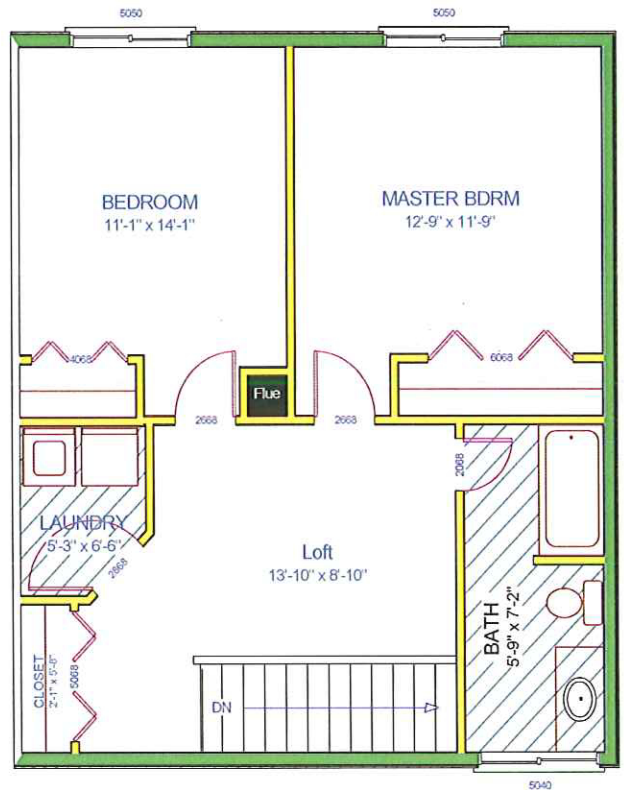 5050
5050
BEDROOM
11'-1" x 14'-1"
MASTER BDRM
12'-9" x 11'-9"
4068
6068
Flue
2668
2668
2068
LAUNDRY
5'-3" x 6'-6"
2868
Loft
13'-10" x 8'-10"
BATH
5'-9" x 7'-2"
CLOSET
2'-1" x 5'-8"
5068
DN
5040